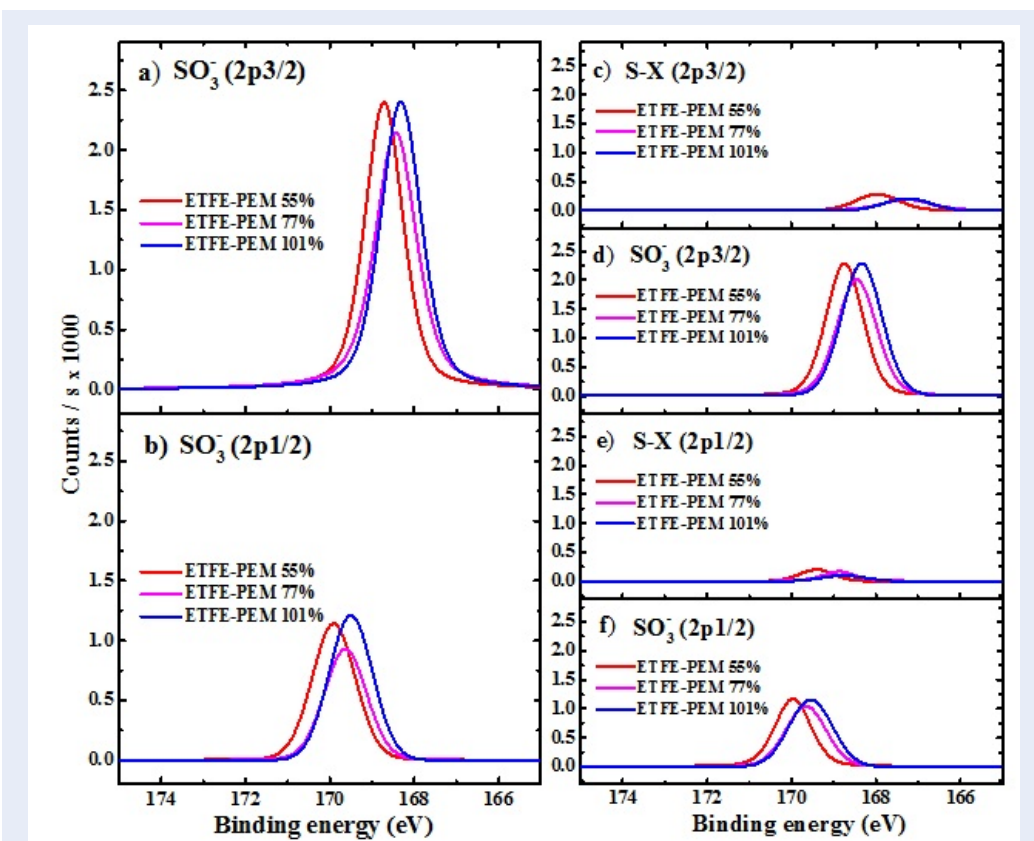 a) SO₃⁻ (2p3/2)
2.5
2.0
1.5
1.0
0.5
0.0
ETFE-PEM 55%
ETFE-PEM 77%
ETFE-PEM 101%
b) SO₃⁻ (2p1/2)
2.5
2.0
1.5
1.0
0.5
0.0
ETFE-PEM 55%
ETFE-PEM 77%
ETFE-PEM 101%
Counts / s x 1000
174 172 170 168 166
Binding energy (eV)
c) S-X (2p3/2)
2.5
2.0
1.5
1.0
0.5
0.0
ETFE-PEM 55%
ETFE-PEM 77%
ETFE-PEM 101%
d) SO₃⁻ (2p3/2)
2.5
2.0
1.5
1.0
0.5
0.0
ETFE-PEM 55%
ETFE-PEM 77%
ETFE-PEM 101%
e) S-X (2p1/2)
2.5
2.0
1.5
1.0
0.5
0.0
ETFE-PEM 55%
ETFE-PEM 77%
ETFE-PEM 101%
f) SO₃⁻ (2p1/2)
2.5
2.0
1.5
1.0
0.5
0.0
ETFE-PEM 55%
ETFE-PEM 77%
ETFE-PEM 101%
174 172 170 168 166
Binding energy (eV)